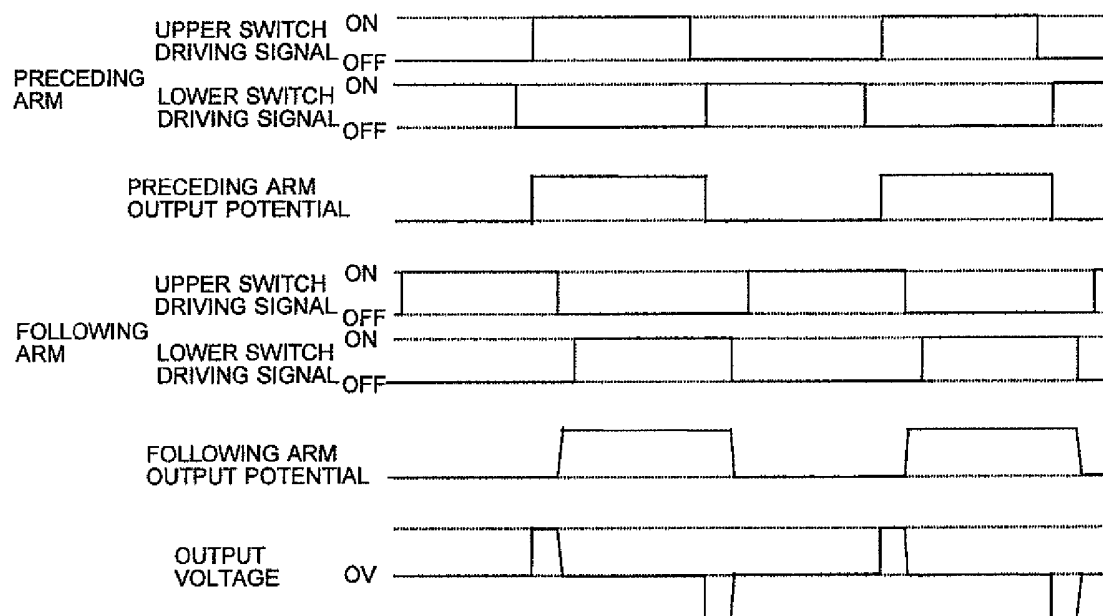 UPPER SWITCH ON
DRIVING SIGNAL OFF
PRECEDING
ARM
LOWER SWITCH ON
DRIVING SIGNAL OFF
PRECEDING ARM
OUTPUT POTENTIAL
UPPER SWITCH ON
DRIVING SIGNAL OFF
FOLLOWING
ARM
LOWER SWITCH ON
DRIVING SIGNAL OFF
FOLLOWING ARM
OUTPUT POTENTIAL
OUTPUT
VOLTAGE OV